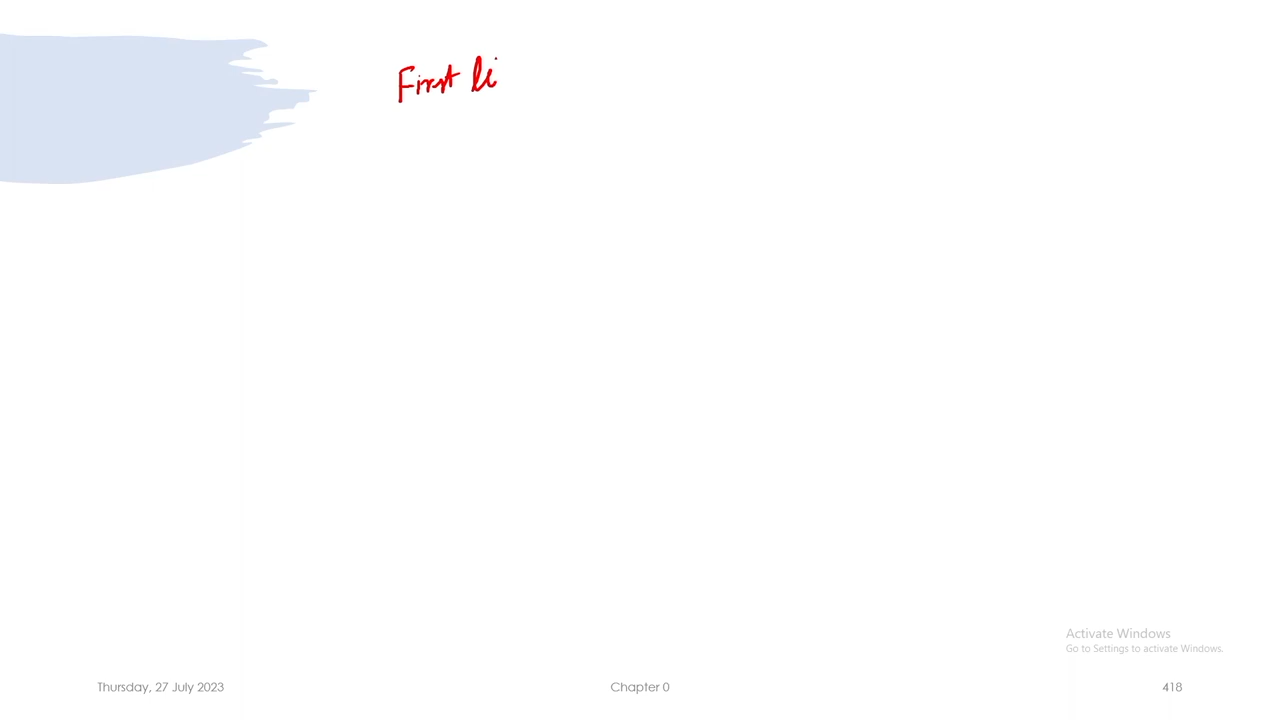 First li
Activate Windows
Go to Settings to activate Windows.
Thursday, 27 July 2023
Chapter 0
418